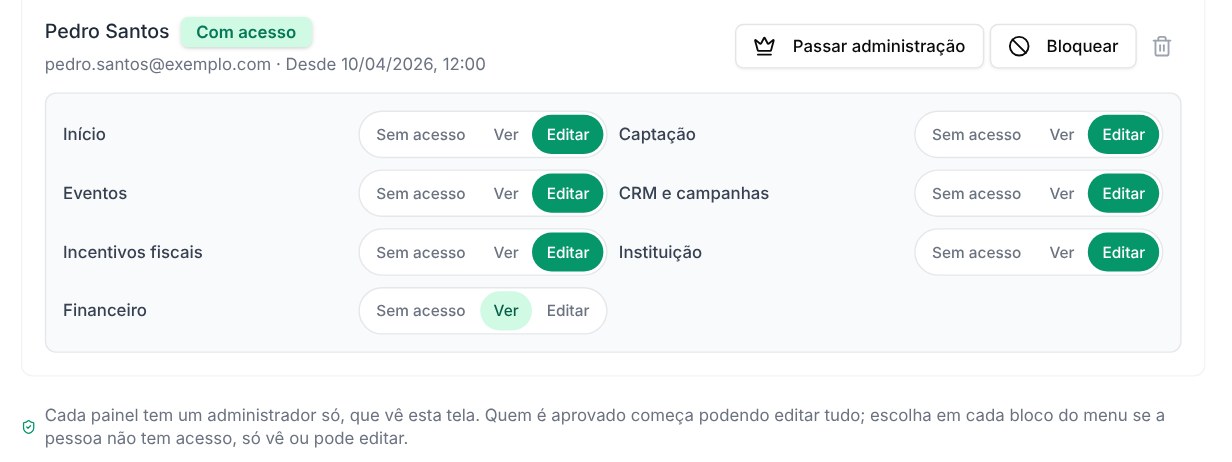 Pedro Santos Com acesso
pedro.santos@exemplo.com · Desde 10/04/2026, 12:00
Passar administração Bloquear
Início Sem acesso Ver Editar Captação Sem acesso Ver Editar
Eventos Sem acesso Ver Editar CRM e campanhas Sem acesso Ver Editar
Incentivos fiscais Sem acesso Ver Editar Instituição Sem acesso Ver Editar
Financeiro Sem acesso Ver Editar
Cada painel tem um administrador só, que vê esta tela. Quem é aprovado começa podendo editar tudo; escolha em cada bloco do menu se a
pessoa não tem acesso, só vê ou pode editar.